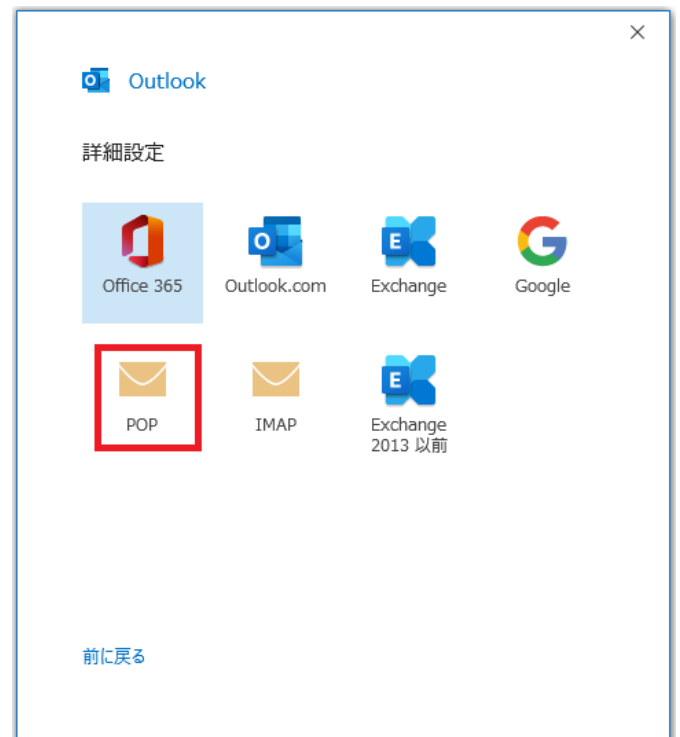 Outlook
詳細設定
Office 365
Outlook.com
Exchange
Google
POP
IMAP
Exchange
2013 以前
前に戻る